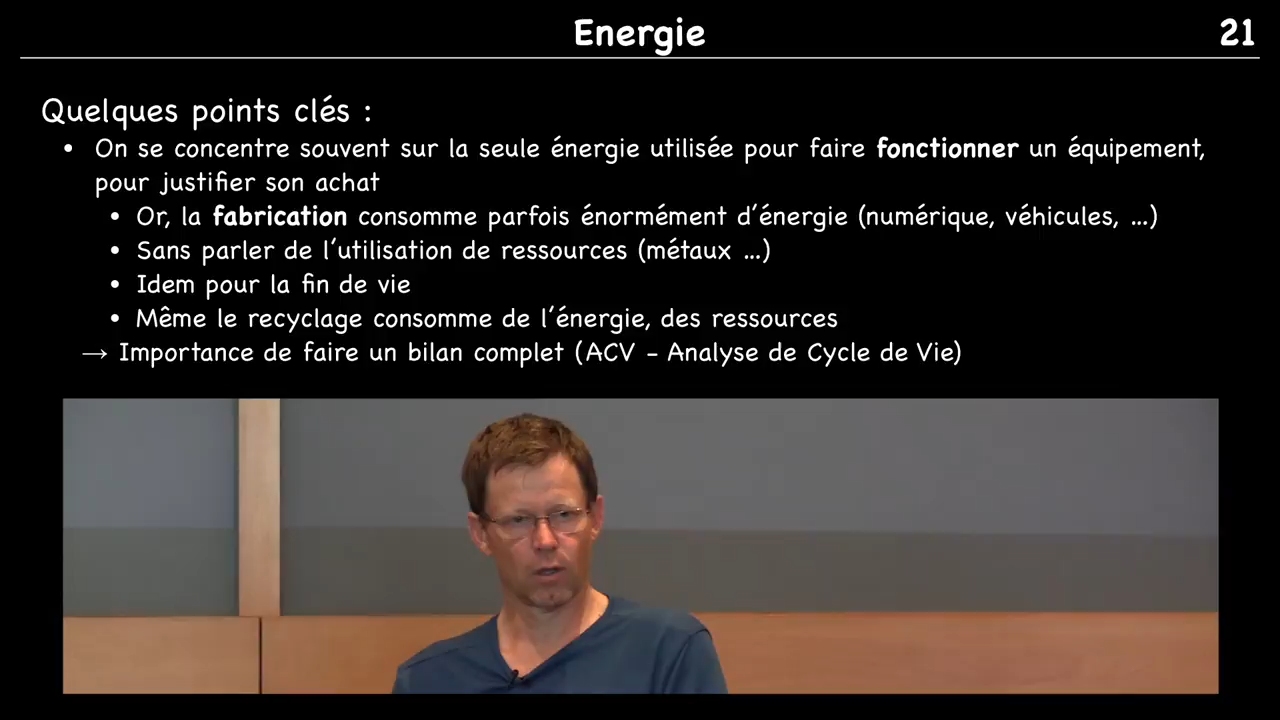 Energie
21
Quelques points clés :
• On se concentre souvent sur la seule énergie utilisée pour faire fonctionner un équipement,
pour justifier son achat
• Or, la fabrication consomme parfois énormément d'énergie (numérique, véhicules, ...)
• Sans parler de l'utilisation de ressources (métaux ...)
• Idem pour la fin de vie
• Même le recyclage consomme de l'énergie, des ressources
→ Importance de faire un bilan complet (ACV - Analyse de Cycle de Vie)